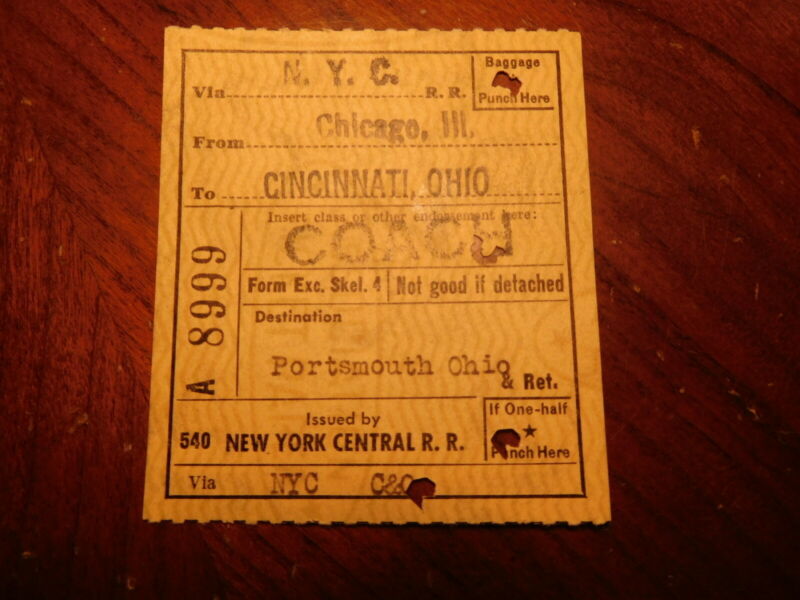 N. Y. C.
Via R. R.
Baggage
Punch Here
Chicago, Ill.
From
To CINCINNATI, OHIO
Insert class or other endorsement here:
COACH
Form Exc. Skel. 4 Not good if detached
A 8999
Destination
Portsmouth Ohio
& Ret.
Issued by
540 NEW YORK CENTRAL R. R.
If One-half
★
Punch Here
Via NYC C&O